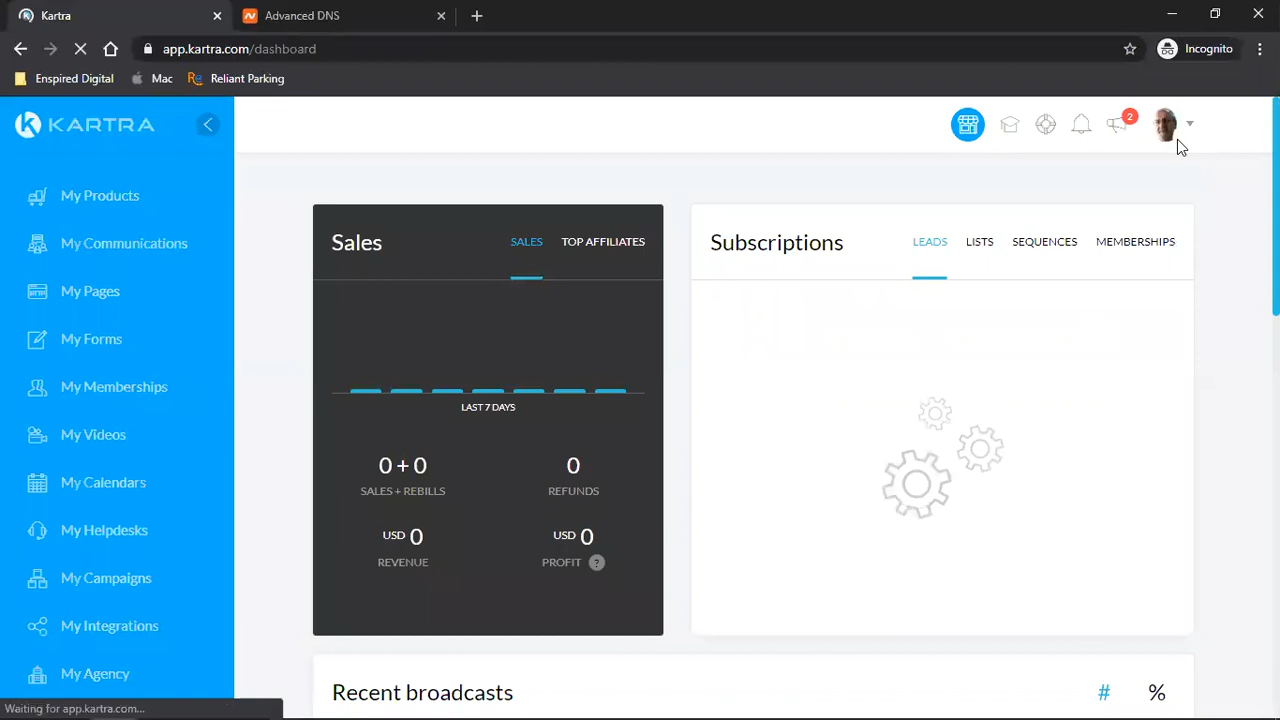 Kartra
Advanced DNS
app.kartra.com/dashboard
Incognito
Enspired Digital
Mac
Reliant Parking
KARTRA
2
My Products
My Communications
My Pages
My Forms
My Memberships
My Videos
My Calendars
My Helpdesks
My Campaigns
My Integrations
My Agency
Sales
SALES
TOP AFFILIATES
LAST 7 DAYS
0 + 0
SALES + REBILLS
0
REFUNDS
USD 0
REVENUE
USD 0
PROFIT ?
Subscriptions
LEADS
LISTS
SEQUENCES
MEMBERSHIPS
Recent broadcasts
# %
Waiting for app.kartra.com...